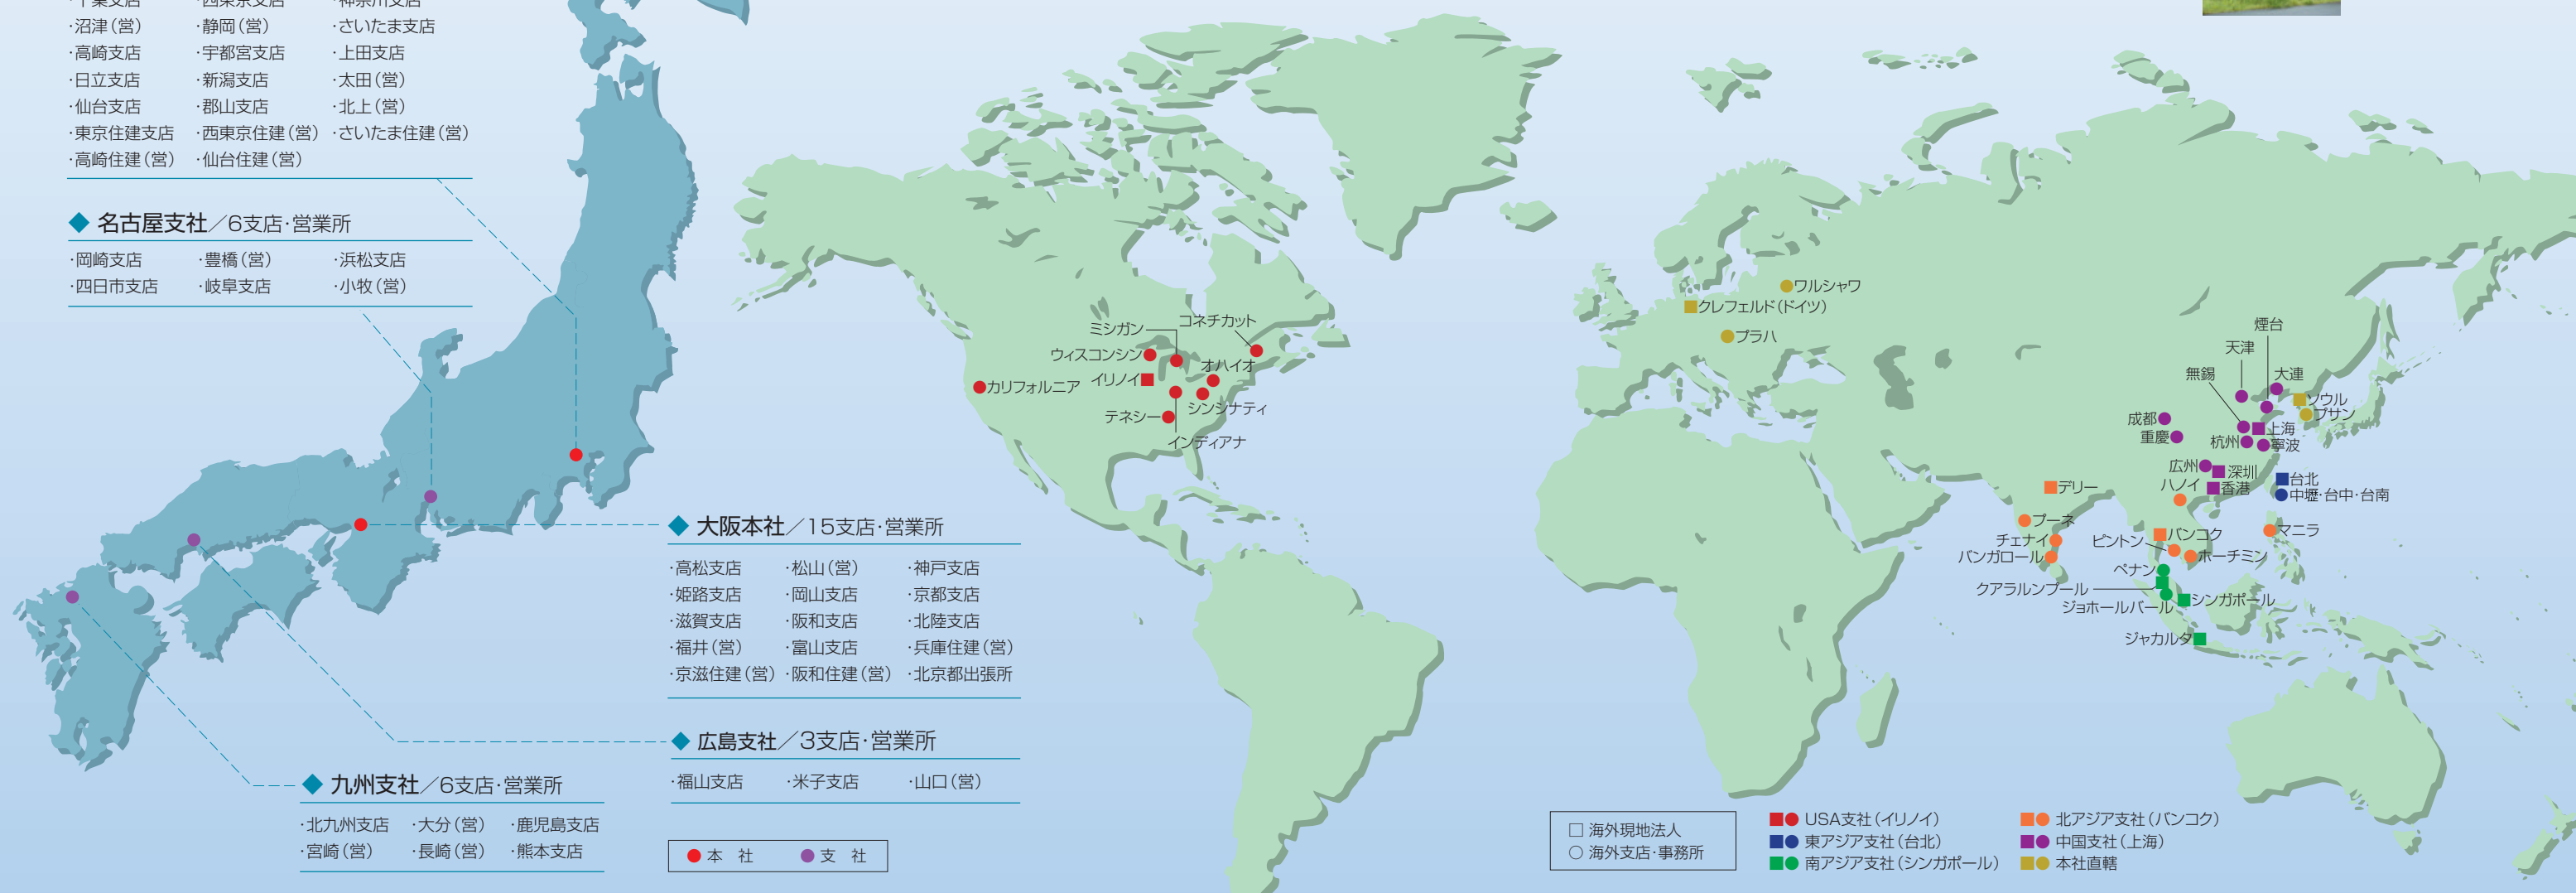 千葉支店 ・西東京支店 ・神奈川支店
・沼津（営） ・静岡（営） ・さいたま支店
・高崎支店 ・宇都宮支店 ・上田支店
・日立支店 ・新潟支店 ・太田（営）
・仙台支店 ・郡山支店 ・北上（営）
・東京住建支店 ・西東京住建（営） ・さいたま住建（営）
・高崎住建（営） ・仙台住建（営）
◆ 名古屋支社／6支店・営業所
・岡崎支店 ・豊橋（営） ・浜松支店
・四日市支店 ・岐阜支店 ・小牧（営）
◆ 大阪本社／15支店・営業所
・高松支店 ・松山（営） ・神戸支店
・姫路支店 ・岡山支店 ・京都支店
・滋賀支店 ・阪和支店 ・北陸支店
・福井（営） ・富山支店 ・兵庫住建（営）
・京滋住建（営） ・阪和住建（営） ・北京都出張所
◆ 広島支社／3支店・営業所
・福山支店 ・米子支店 ・山口（営）
◆ 九州支社／6支店・営業所
・北九州支店 ・大分（営） ・鹿児島支店
・宮崎（営） ・長崎（営） ・熊本支店
本　社 支　社
ミシガン
コネチカット
ウィスコンシン
オハイオ
イリノイ
カリフォルニア
シンシナティ
テネシー
インディアナ
ワルシャワ
クレフェルド（ドイツ）
プラハ
煙台
天津
無錫
大連
ソウル
プサン
成都
上海
重慶
杭州
寧波
広州
深圳
ハノイ
香港
台北
中壢・台中・台南
デリー
プーネ
マニラ
チェナイ
バンコク
ビントン
バンガロール
ホーチミン
ペナン
クアラルンプール
シンガポール
ジョホールバール
ジャカルタ
□ 海外現地法人
○ 海外支店・事務所
USA支社（イリノイ） 北アジア支社（バンコク）
東アジア支社（台北） 中国支社（上海）
南アジア支社（シンガポール） 本社直轄